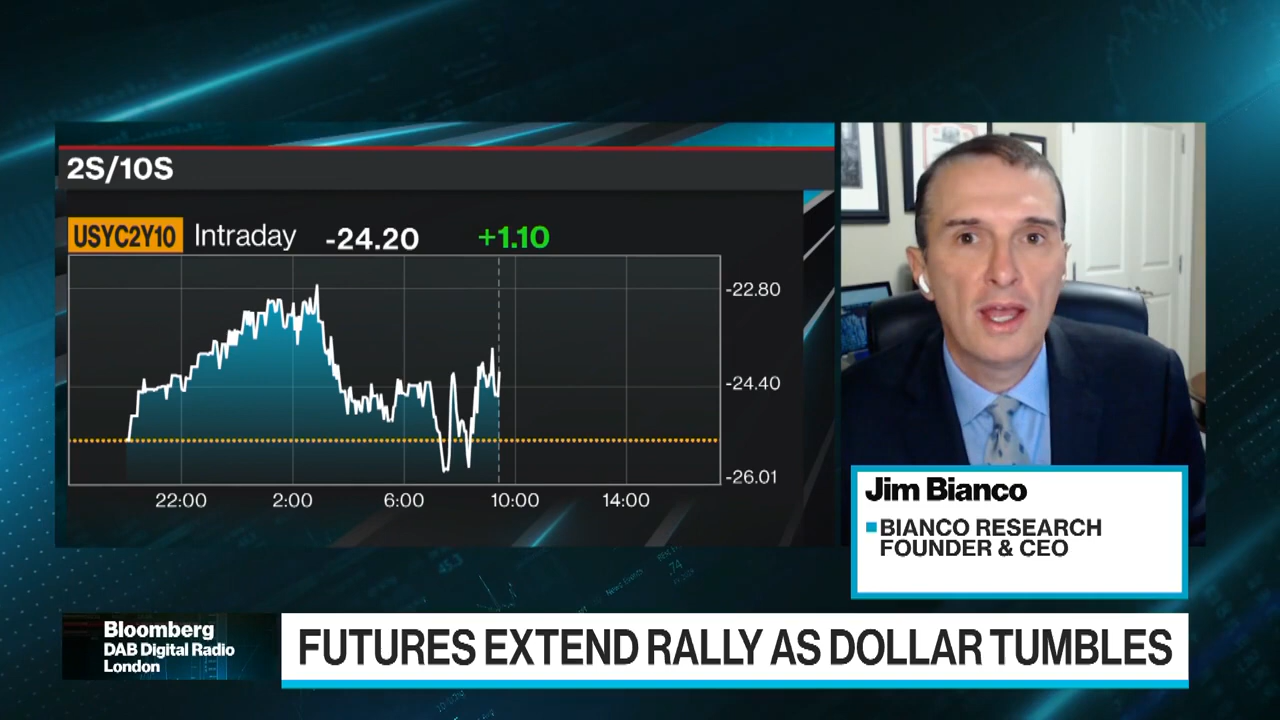 2S/10S
USYC2Y10 Intraday -24.20 +1.10
-22.80
-24.40
-26.01
22:00 2:00 6:00 10:00 14:00
Jim Bianco
BIANCO RESEARCH
FOUNDER & CEO
Bloomberg
DAB Digital Radio
London
FUTURES EXTEND RALLY AS DOLLAR TUMBLES